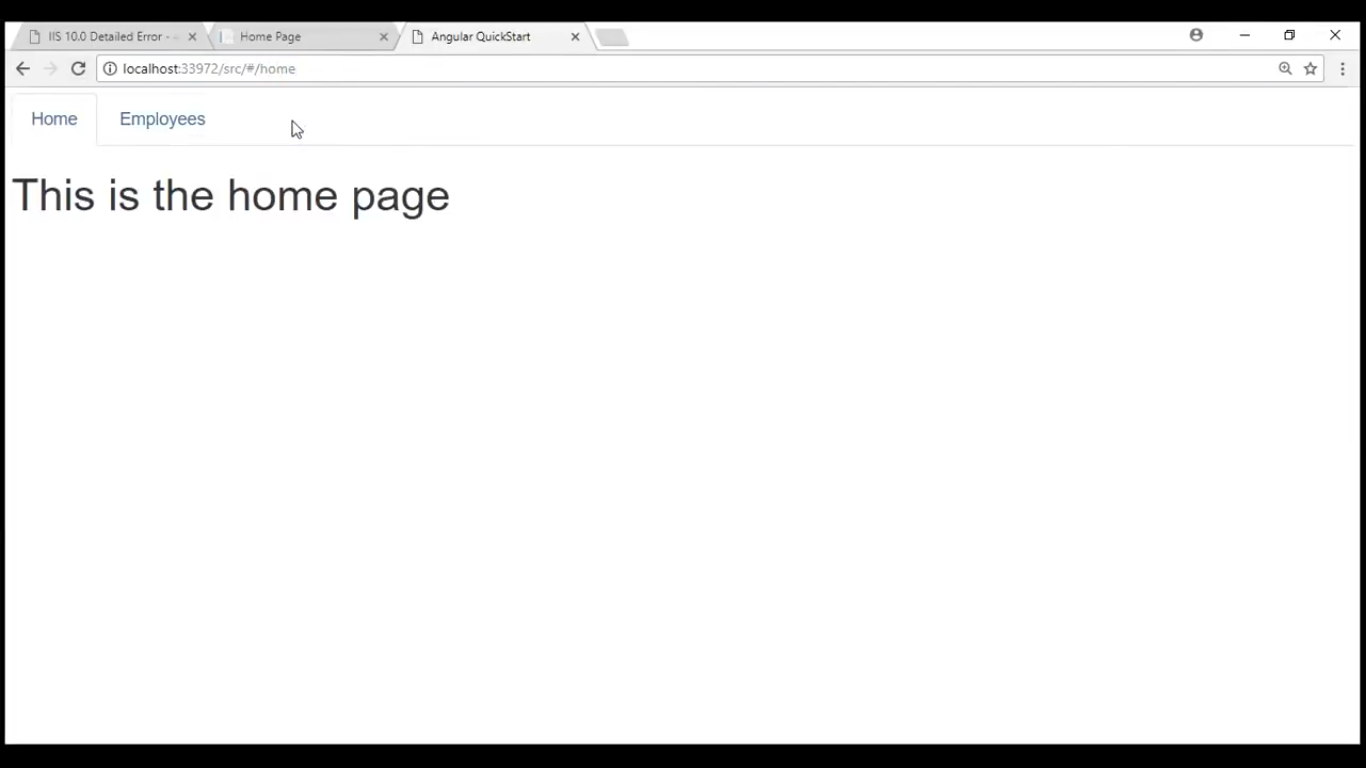 IIS 10.0 Detailed Error - Home Page Angular QuickStart
localhost:33972/src/#/home
Home Employees
This is the home page